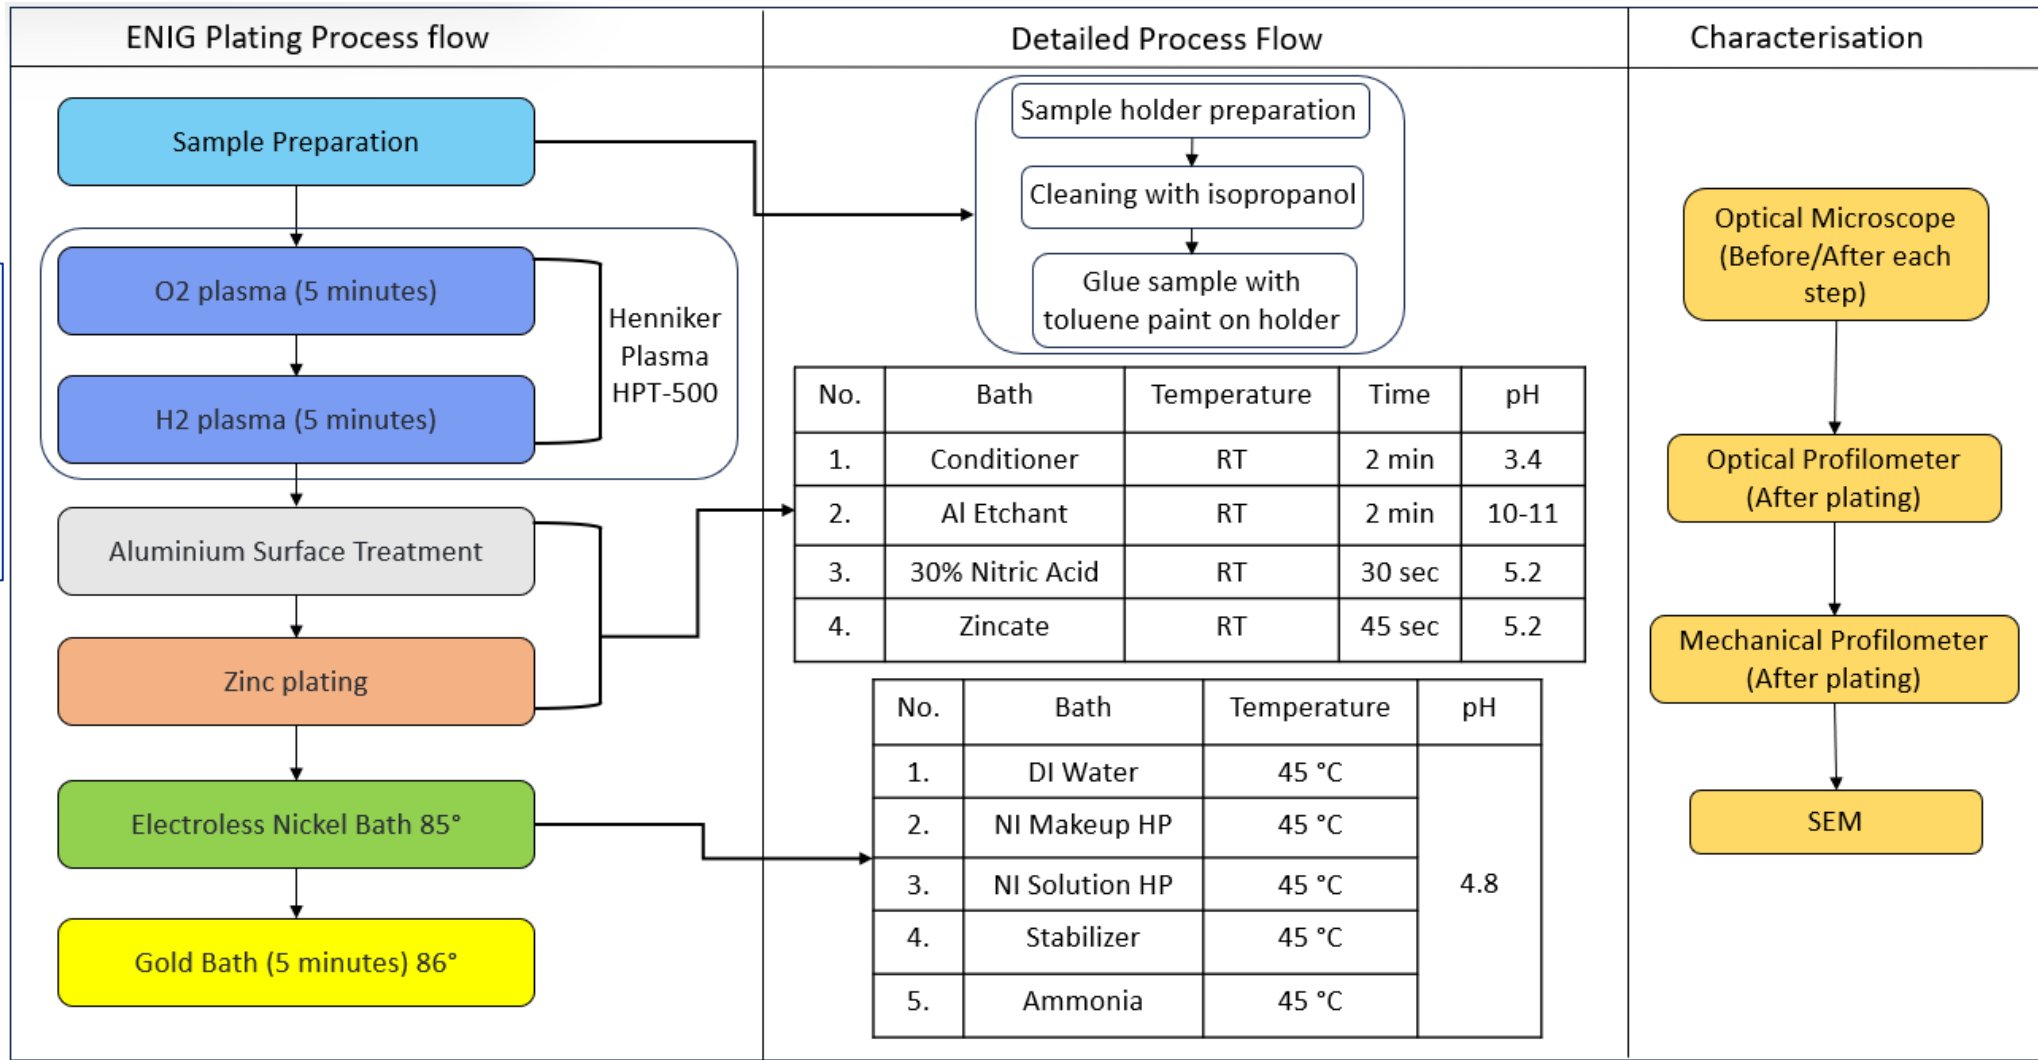 ENIG Plating Process flow
Sample Preparation
O2 plasma (5 minutes)
H2 plasma (5 minutes)
Henniker
Plasma
HPT-500
Aluminium Surface Treatment
Zinc plating
Electroless Nickel Bath 85°
Gold Bath (5 minutes) 86°
Detailed Process Flow
Sample holder preparation
Cleaning with isopropanol
Glue sample with
toluene paint on holder
No. Bath Temperature Time pH
1. Conditioner RT 2 min 3.4
2. Al Etchant RT 2 min 10-11
3. 30% Nitric Acid RT 30 sec 5.2
4. Zincate RT 45 sec 5.2
No. Bath Temperature pH
1. DI Water 45 °C
2. NI Makeup HP 45 °C
3. NI Solution HP 45 °C 4.8
4. Stabilizer 45 °C
5. Ammonia 45 °C
Characterisation
Optical Microscope
(Before/After each
step)
Optical Profilometer
(After plating)
Mechanical Profilometer
(After plating)
SEM